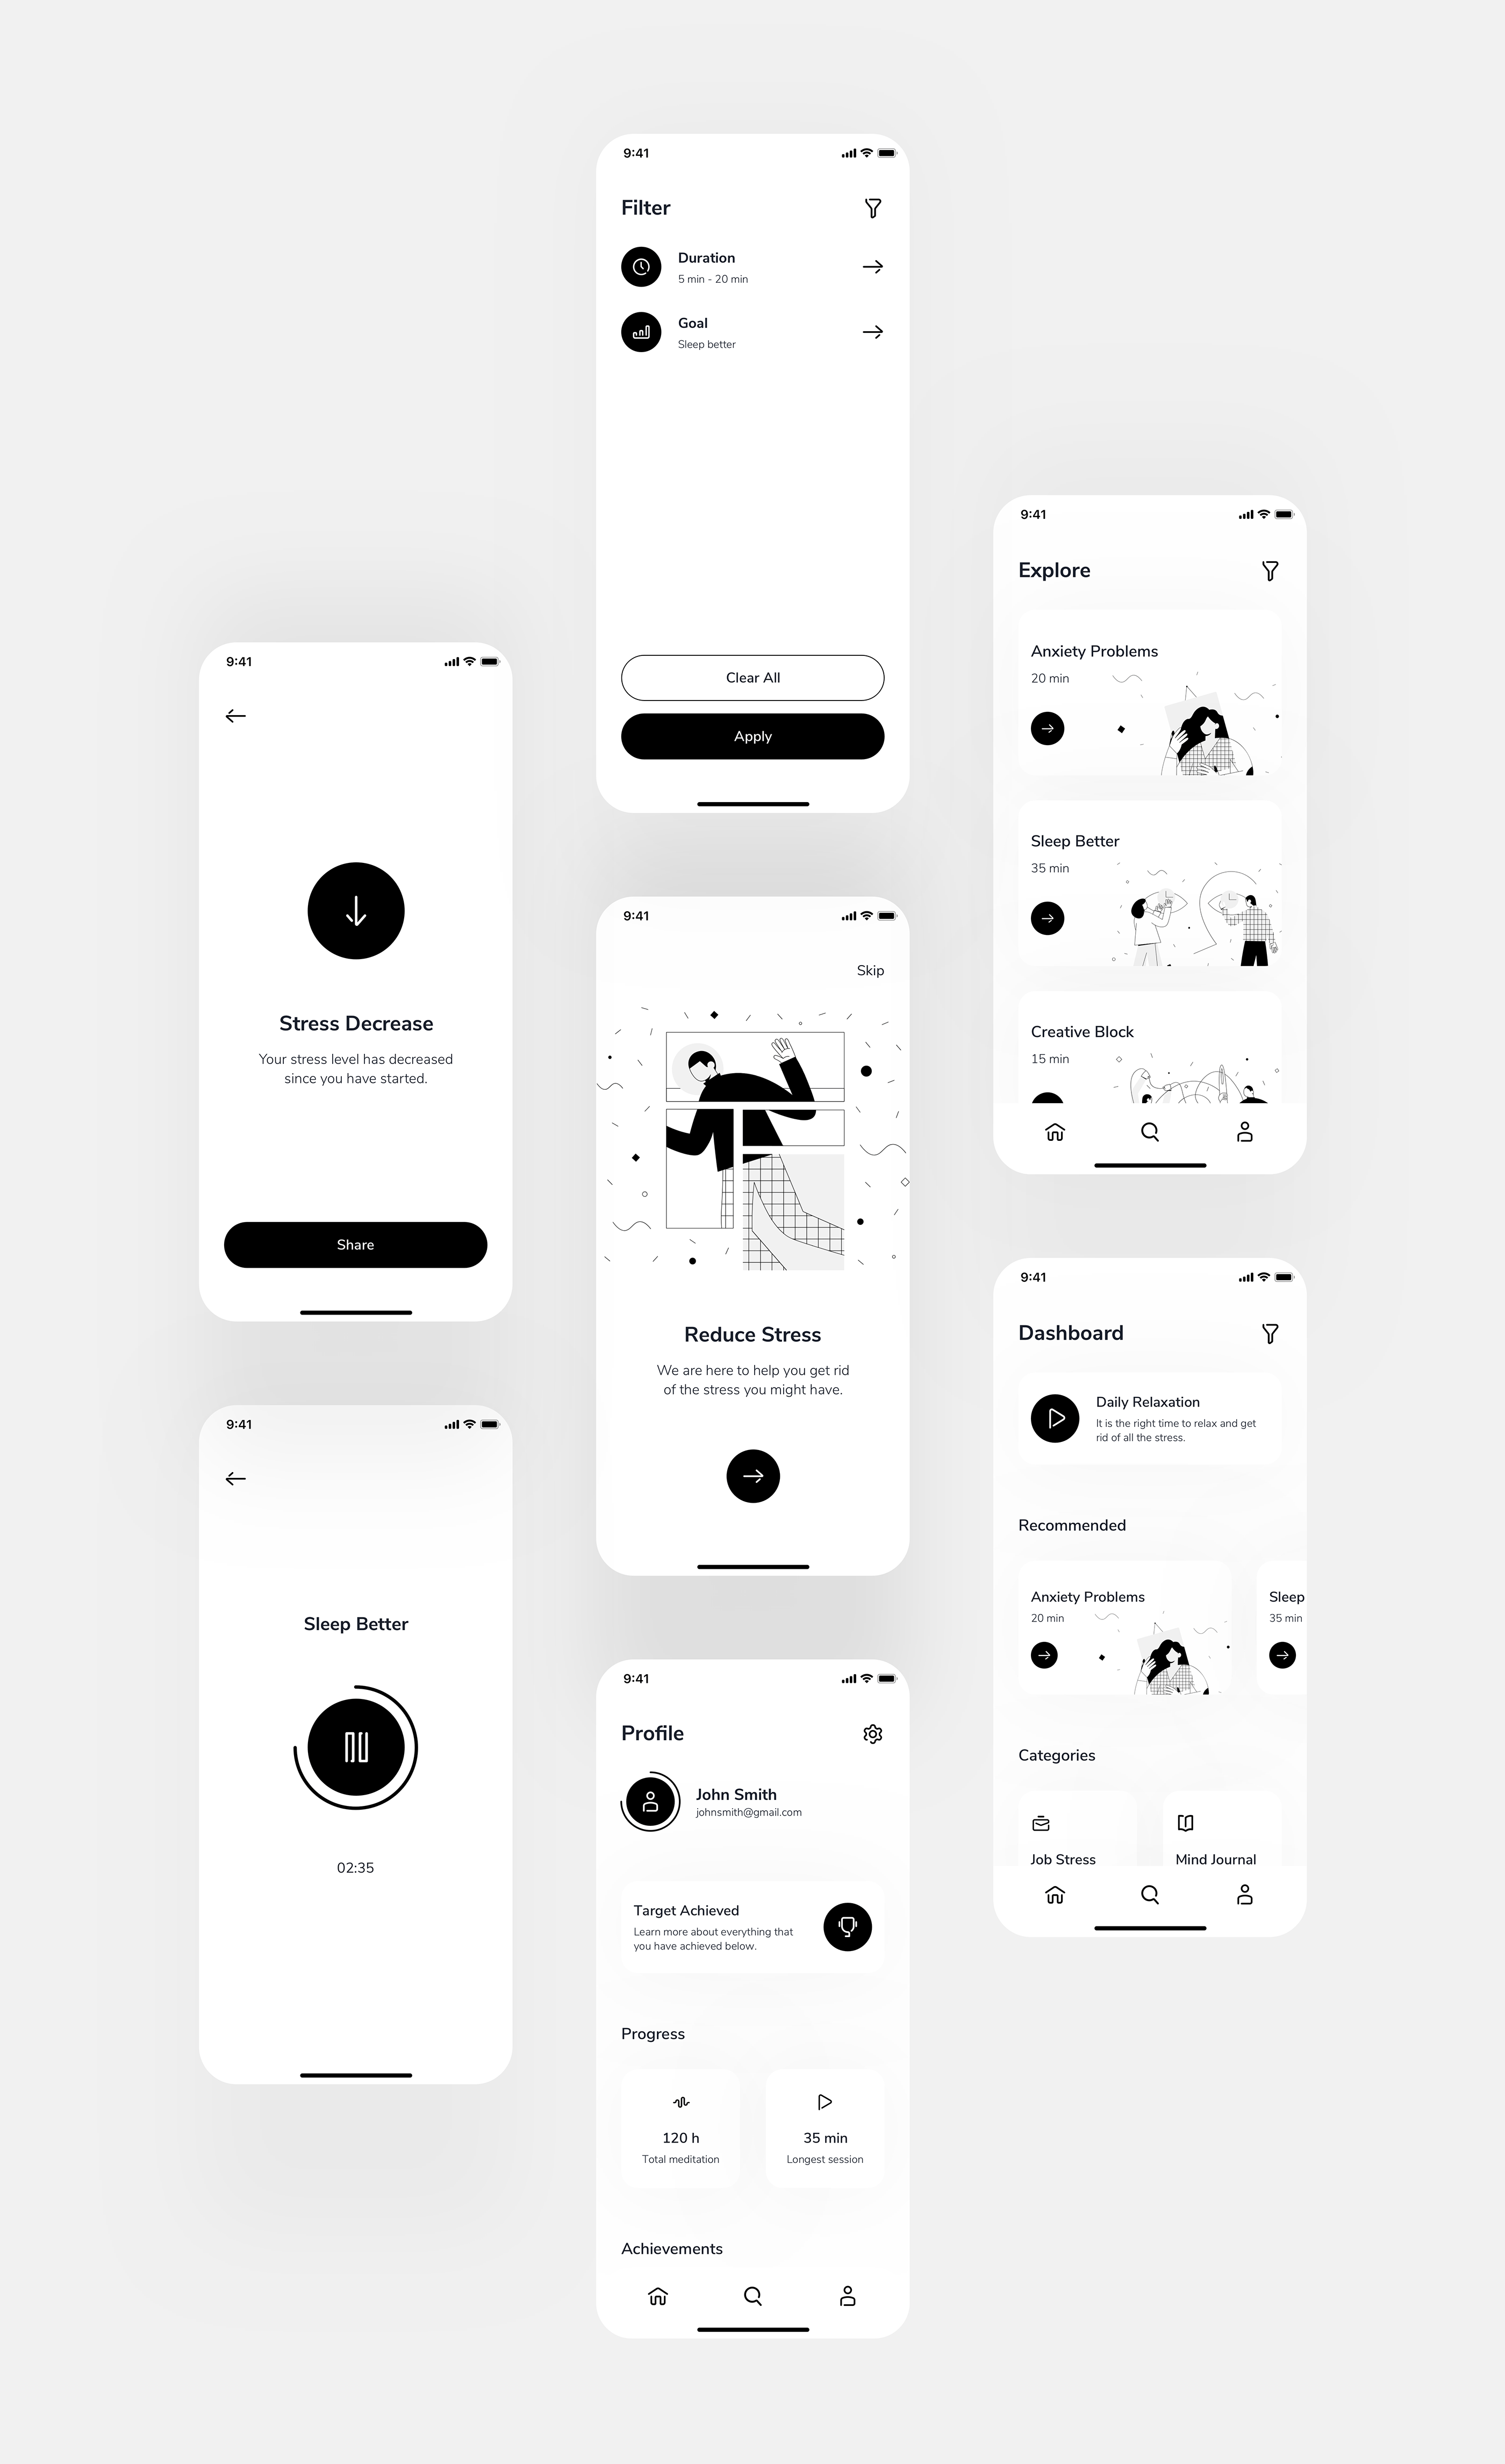 9:41
Stress Decrease
Your stress level has decreased
since you have started.
Share
9:41
Sleep Better
02:35
9:41
Filter
Duration
5 min - 20 min
Goal
Sleep better
Clear All
Apply
9:41
Skip
Reduce Stress
We are here to help you get rid
of the stress you might have.
9:41
Profile
John Smith
johnsmith@gmail.com
Target Achieved
Learn more about everything that
you have achieved below.
Progress
120 h
Total meditation
35 min
Longest session
Achievements
9:41
Explore
Anxiety Problems
20 min
Sleep Better
35 min
Creative Block
15 min
9:41
Dashboard
Daily Relaxation
It is the right time to relax and get
rid of all the stress.
Recommended
Anxiety Problems
20 min
Sleep
35 min
Categories
Job Stress
Mind Journal